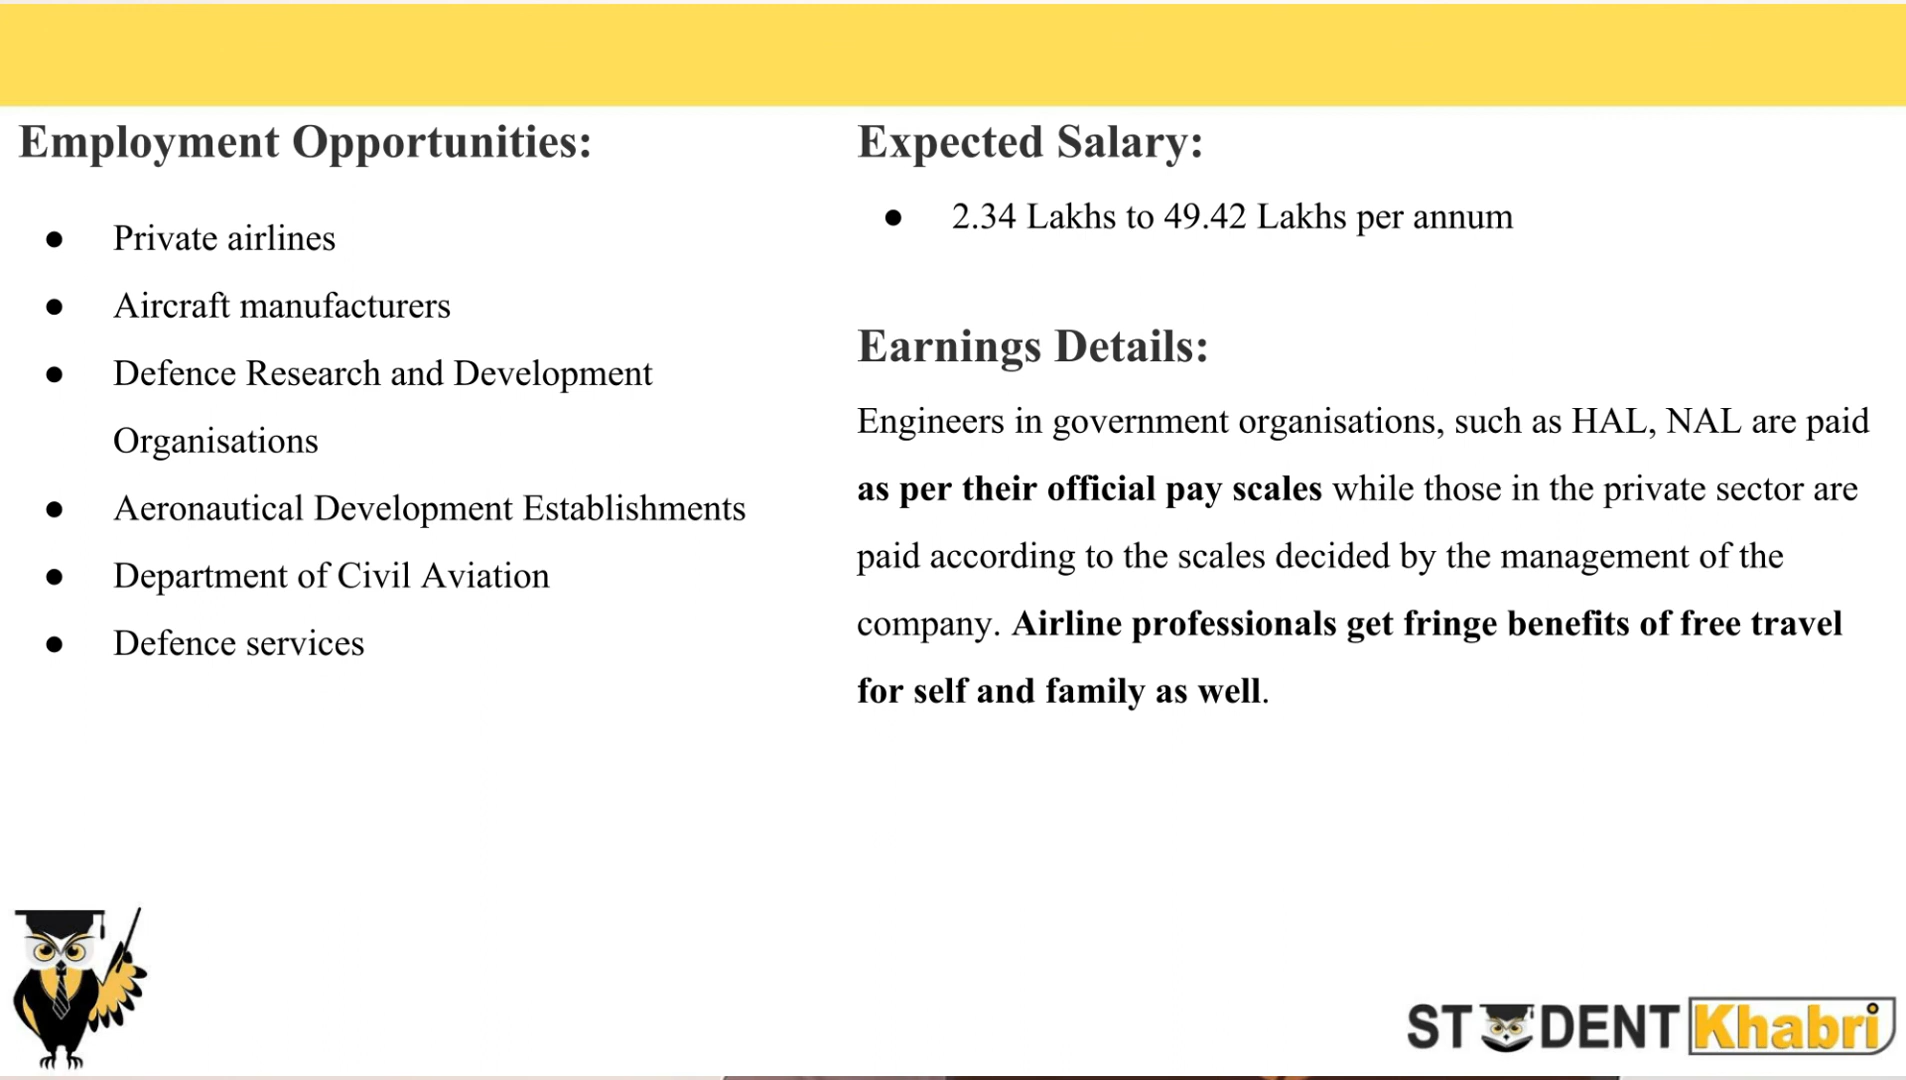 Employment Opportunities:
● Private airlines
● Aircraft manufacturers
● Defence Research and Development
Organisations
● Aeronautical Development Establishments
● Department of Civil Aviation
● Defence services
Expected Salary:
● 2.34 Lakhs to 49.42 Lakhs per annum
Earnings Details:
Engineers in government organisations, such as HAL, NAL are paid
as per their official pay scales while those in the private sector are
paid according to the scales decided by the management of the
company. Airline professionals get fringe benefits of free travel
for self and family as well.
STUDENT Khabri